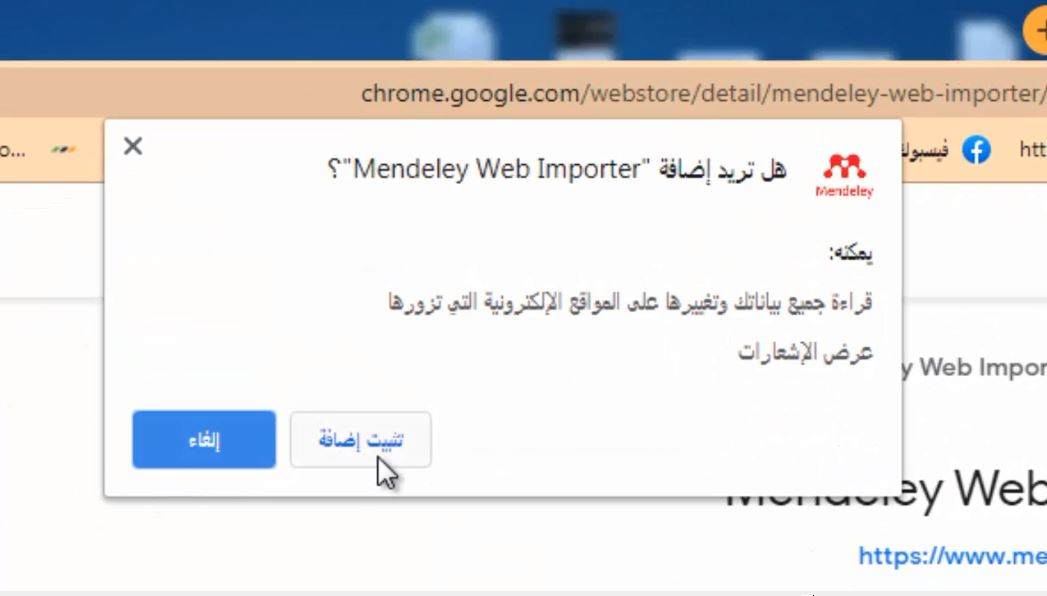 chrome.google.com/webstore/detail/mendeley-web-importer/
فيسبوك
htt
هل تريد إضافة "Mendeley Web Importer"؟
Mendeley
يمكنه:
قراءة جميع بياناتك وتغييرها على المواقع الإلكترونية التي تزورها
عرض الإشعارات
y Web Impor
تثبيت إضافة
إلغاء
Mendeley Web
https://www.me